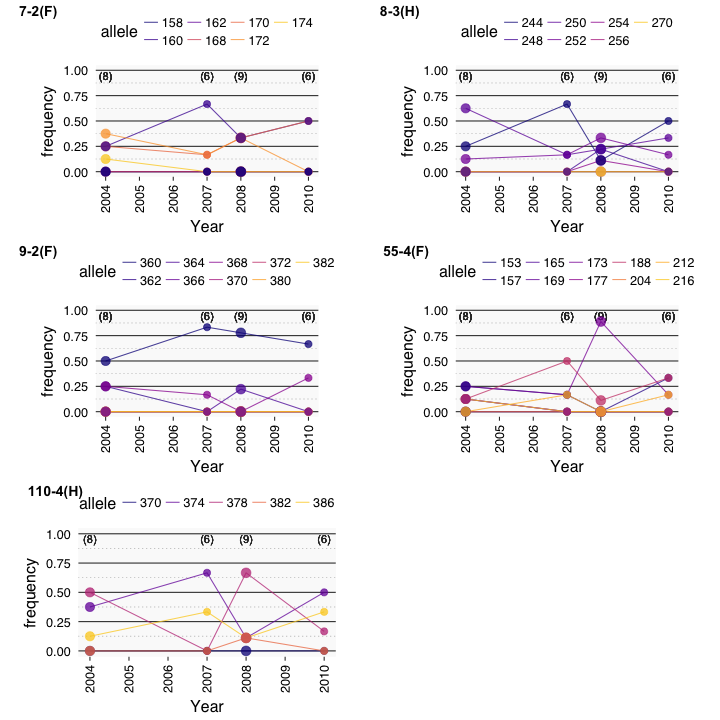 7-2(F)
allele 158 162 170 174
160 168 172
frequency
1.00
0.75
0.50
0.25
0.00
(8) (6) (9) (6)
2004 2005 2006 2007 2008 2009 2010
Year
8-3(H)
allele 244 250 254 270
248 252 256
frequency
1.00
0.75
0.50
0.25
0.00
(8) (6) (9) (6)
2004 2005 2006 2007 2008 2009 2010
Year
9-2(F)
allele 360 364 368 372 382
362 366 370 380
frequency
1.00
0.75
0.50
0.25
0.00
(8) (6) (9) (6)
2004 2005 2006 2007 2008 2009 2010
Year
55-4(F)
allele 153 165 173 188 212
157 169 177 204 216
frequency
1.00
0.75
0.50
0.25
0.00
(8) (6) (9) (6)
2004 2005 2006 2007 2008 2009 2010
Year
110-4(H)
allele 370 374 378 382 386
frequency
1.00
0.75
0.50
0.25
0.00
(8) (6) (9) (6)
2004 2005 2006 2007 2008 2009 2010
Year